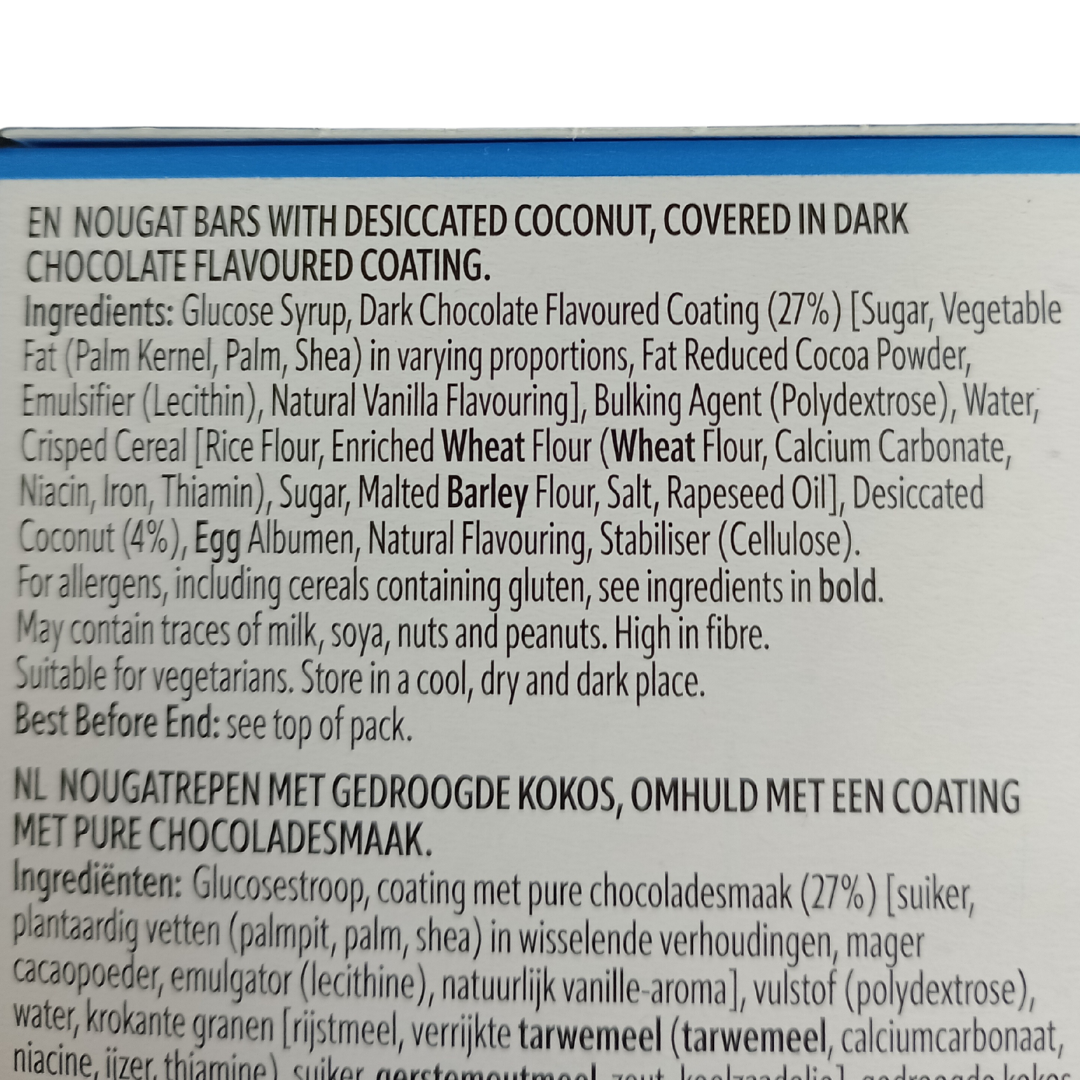 EN NOUGAT BARS WITH DESICCATED COCONUT, COVERED IN DARK
CHOCOLATE FLAVOURED COATING.
Ingredients: Glucose Syrup, Dark Chocolate Flavoured Coating (27%) [Sugar, Vegetable
Fat (Palm Kernel, Palm, Shea) in varying proportions, Fat Reduced Cocoa Powder,
Emulsifier (Lecithin), Natural Vanilla Flavouring], Bulking Agent (Polydextrose), Water,
Crisped Cereal [Rice Flour, Enriched Wheat Flour (Wheat Flour, Calcium Carbonate,
Niacin, Iron, Thiamin), Sugar, Malted Barley Flour, Salt, Rapeseed Oil], Desiccated
Coconut (4%), Egg Albumen, Natural Flavouring, Stabiliser (Cellulose).
For allergens, including cereals containing gluten, see ingredients in bold.
May contain traces of milk, soya, nuts and peanuts. High in fibre.
Suitable for vegetarians. Store in a cool, dry and dark place.
Best Before End: see top of pack.
NL NOUGATREPEN MET GEDROOGDE KOKOS, OMHULD MET EEN COATING
MET PURE CHOCOLADESMAAK.
Ingrediënten: Glucosestroop, coating met pure chocoladesmaak (27%) [suiker,
plantaardig vetten (palmpit, palm, shea) in wisselende verhoudingen, mager
cacaopoeder, emulgator (lecithine), natuurlijk vanille-aroma], vulstof (polydextrose),
water, krokante granen [rijstmeel, verrijkte tarwemeel (tarwemeel, calciumcarbonaat,
niacine, ijzer, thiamine), suiker, gerstemoutmeel, zout, koolzaadolie], gedroogde kokos